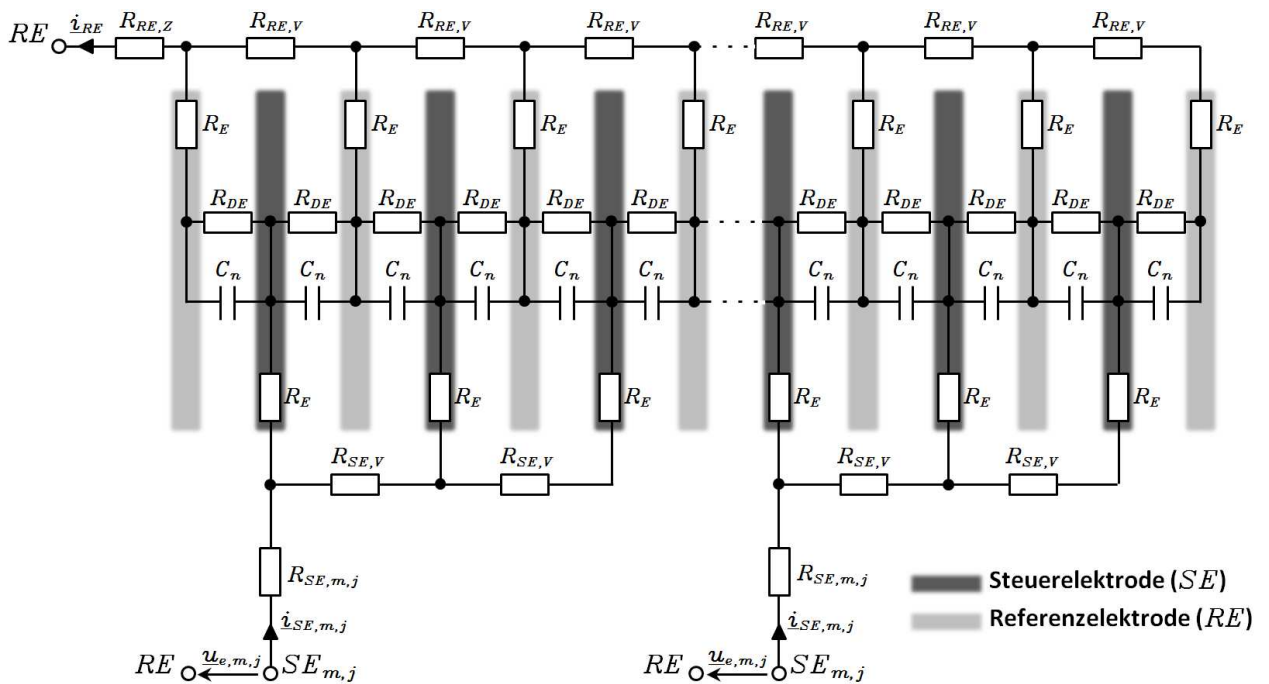 RE i_RE R_RE,Z R_RE,V R_RE,V R_RE,V R_RE,V R_RE,V R_RE,V
R_E R_E R_E R_E R_E R_E R_E
R_DE R_DE R_DE R_DE R_DE R_DE R_DE R_DE R_DE R_DE R_DE
C_n C_n C_n C_n C_n C_n C_n C_n C_n C_n C_n
R_E R_E R_E R_E R_E R_E
R_SE,V R_SE,V R_SE,V R_SE,V
R_SE,m,j R_SE,m,j
Steuerelektrode (SE)
i_SE,m,j i_SE,m,j
Referenzelektrode (RE)
RE u_e,m,j SE_m,j RE u_e,m,j SE_m,j